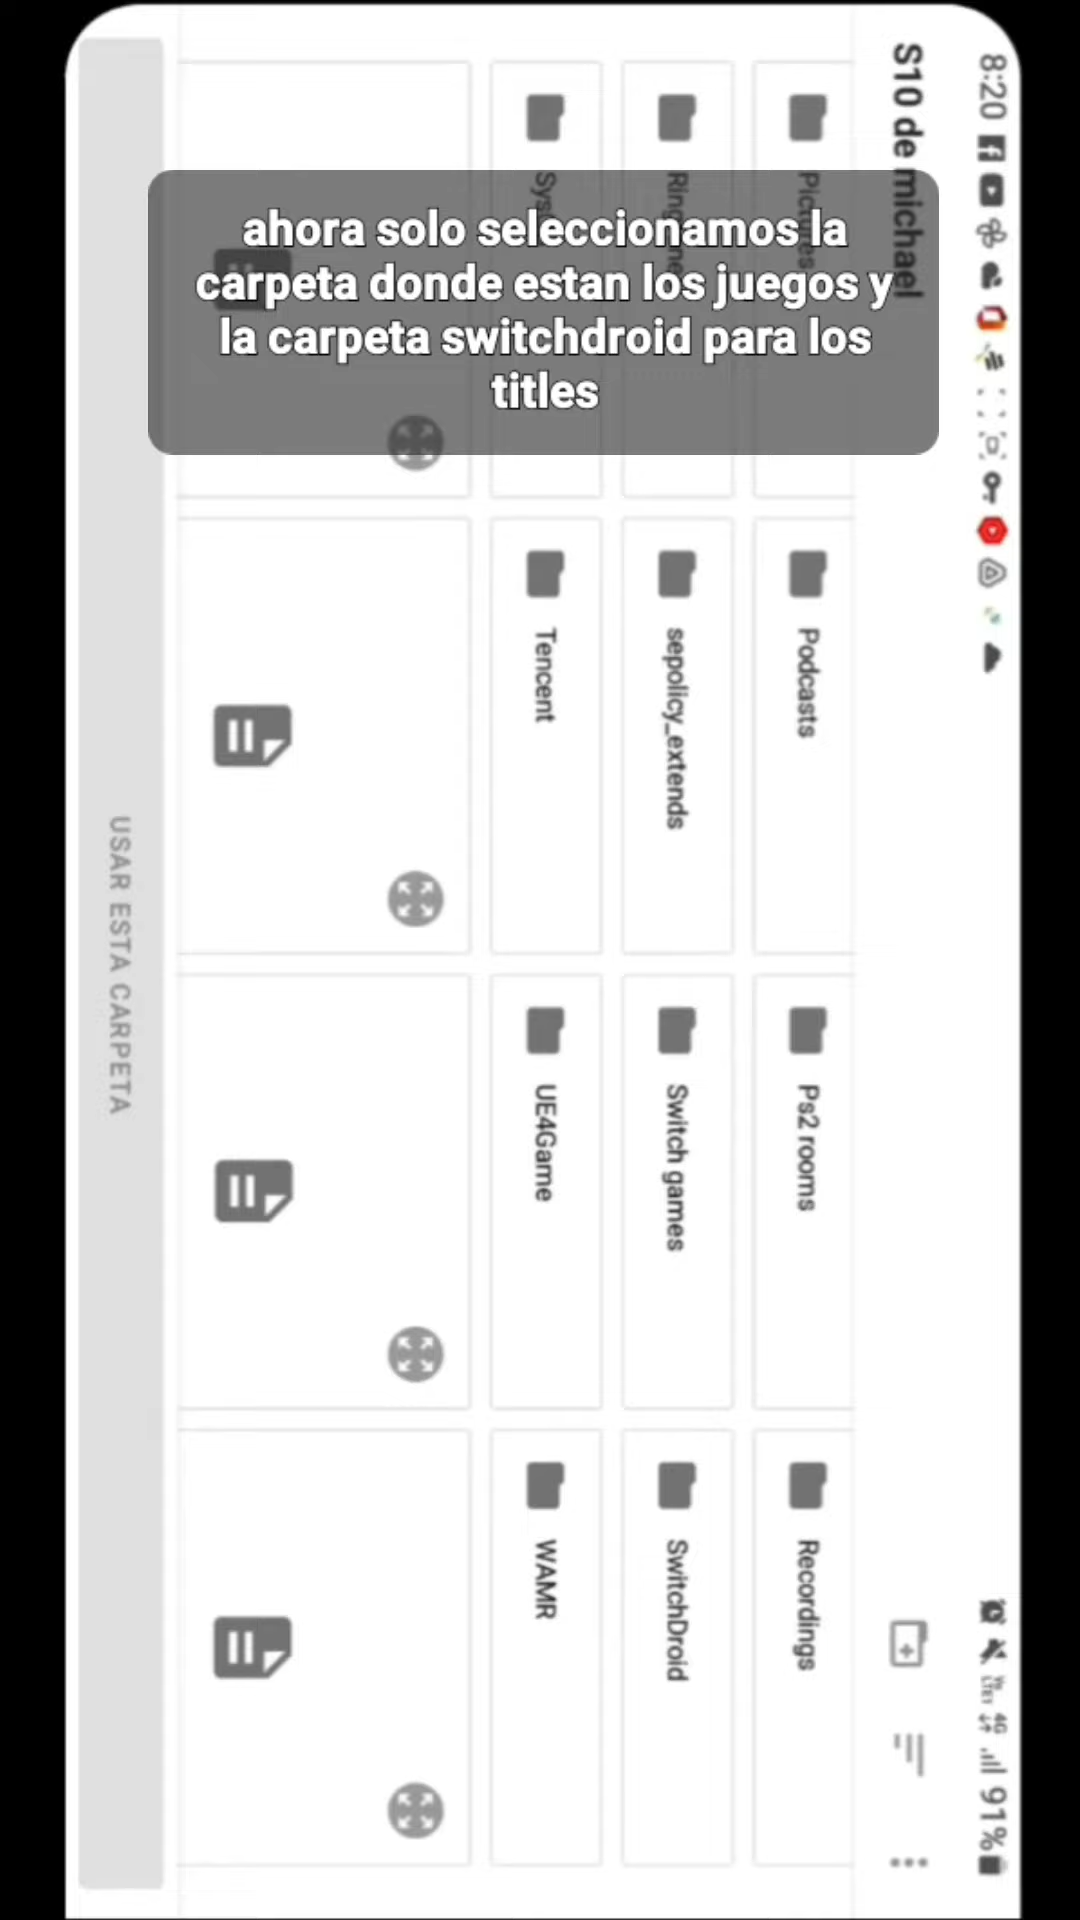 ahora solo seleccionamos la
carpeta donde estan los juegos y
la carpeta switchdroid para los
titles
8:20
91%
S10 de michael
Pictures
Podcasts
Ps2 rooms
Recordings
sepolicy_extends
Switch games
SwitchDroid
Tencent
UE4Game
WAMR
USAR ESTA CARPETA